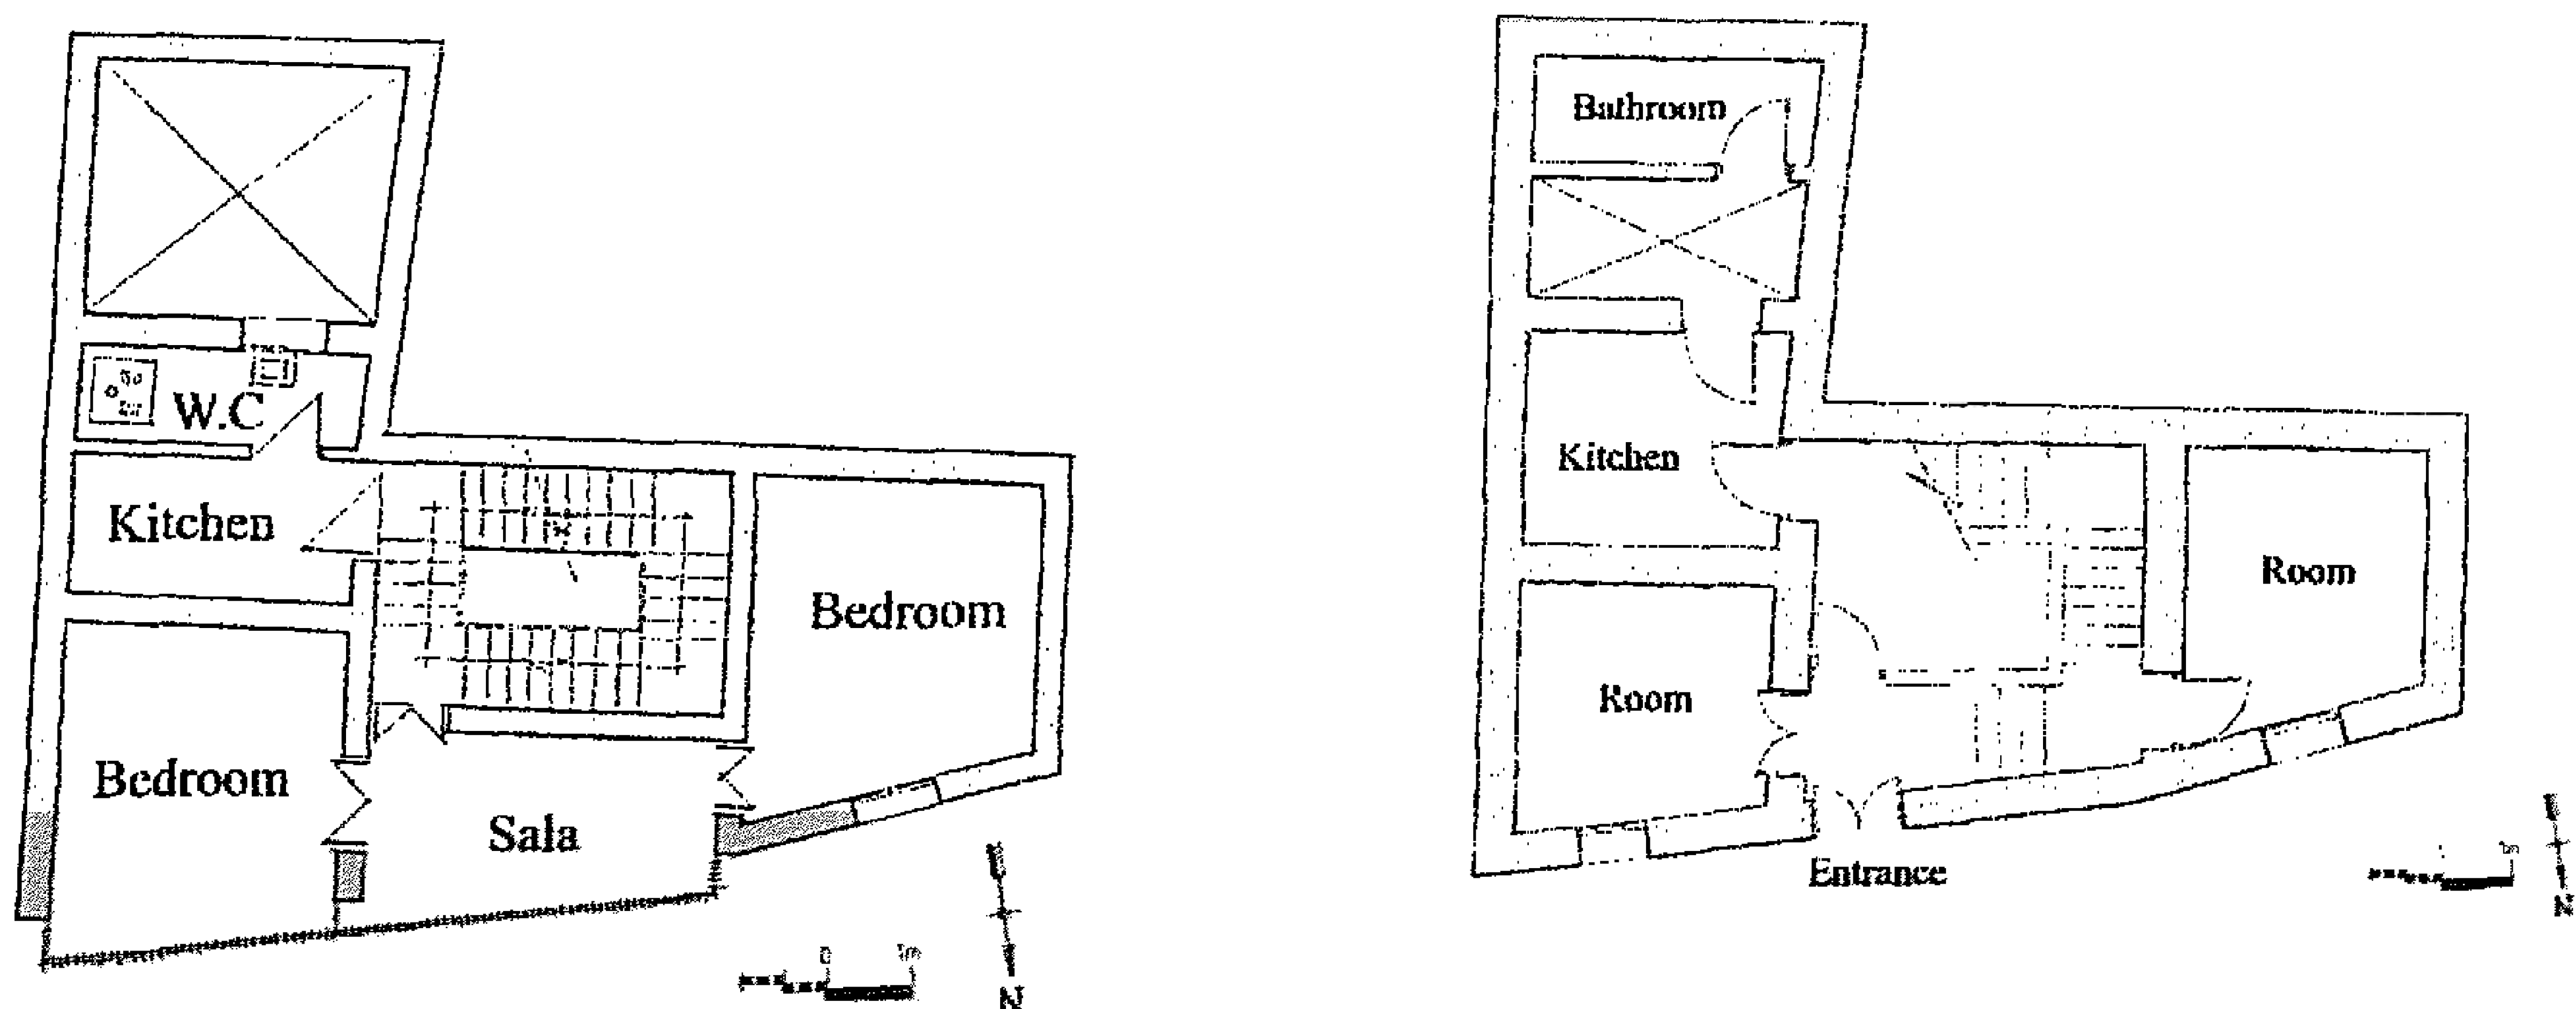 W.C
Kitchen
Bedroom
Bedroom
Sala
0 1m
N
Bathroom
Kitchen
Room
Room
Entrance
N